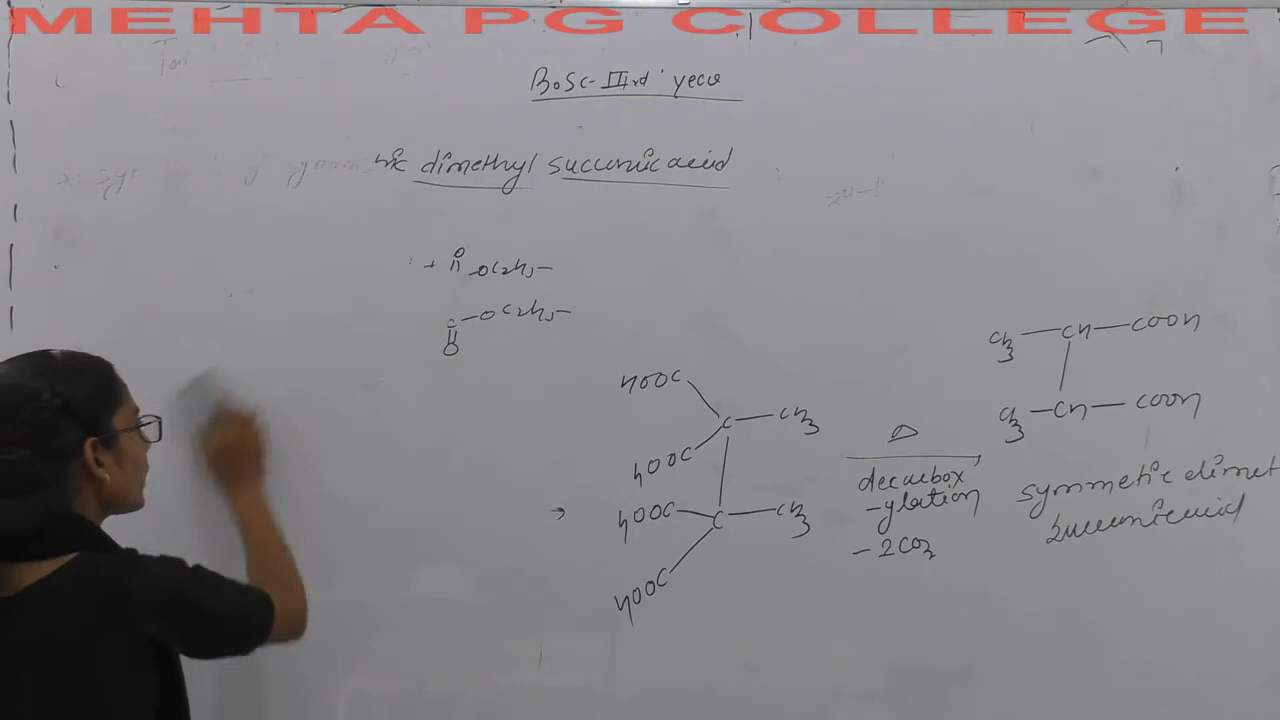 MEHTA PG COLLEGE
B.Sc-IIIrd year
dimethyl succinic acid
+ O
OC2H5-
C-OC2H5-
O
CH3-CH-COOH
HOOC
C-CH3
CH3-CH-COOH
HOOC
△
→
HOOC
C-CH3
decarbox
-ylation
symmetric dimet
succinic acid
-2CO2
HOOC